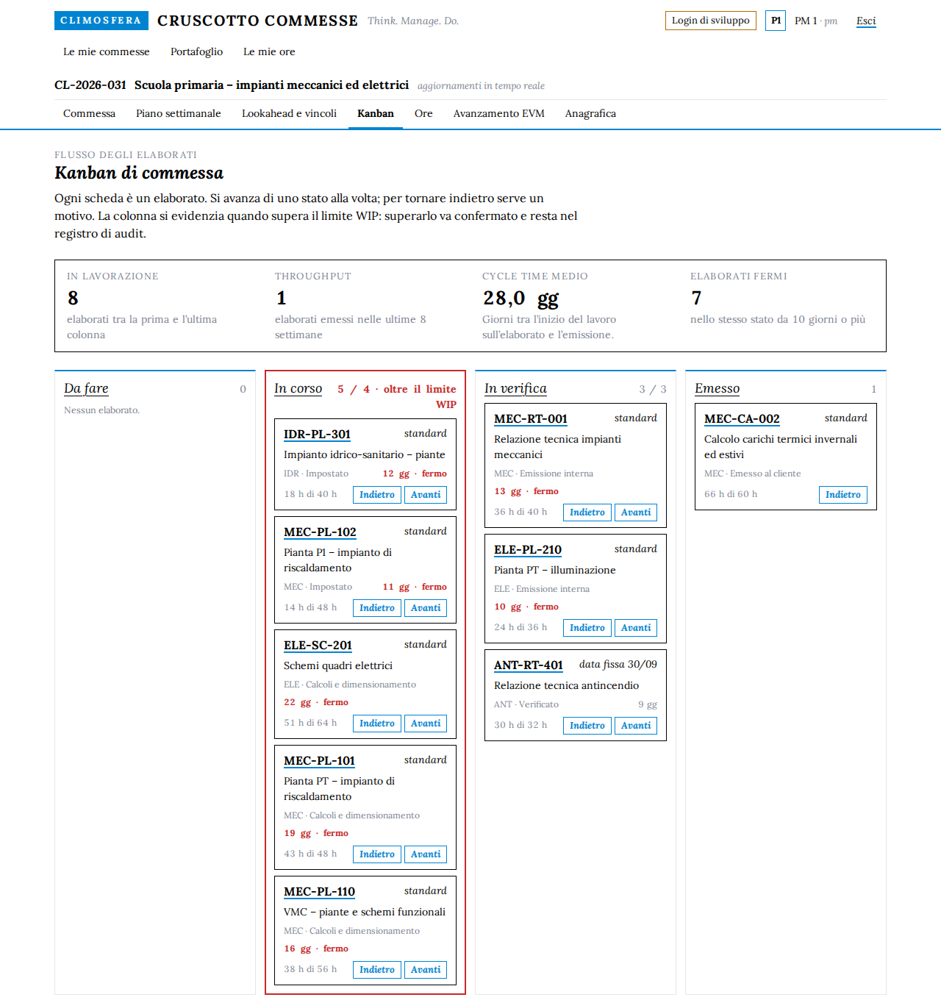 CLIMOSFERA CRUSCOTTO COMMESSE Think. Manage. Do. Login di sviluppo P1 PM 1 · pm Esci
Le mie commesse Portafoglio Le mie ore
CL-2026-031 Scuola primaria – impianti meccanici ed elettrici aggiornamenti in tempo reale
Commessa Piano settimanale Lookahead e vincoli Kanban Ore Avanzamento EVM Anagrafica
FLUSSO DEGLI ELABORATI
Kanban di commessa
Ogni scheda è un elaborato. Si avanza di uno stato alla volta; per tornare indietro serve un
motivo. La colonna si evidenzia quando supera il limite WIP: superarlo va confermato e resta nel
registro di audit.
IN LAVORAZIONE
8
elaborati tra la prima e l'ultima
colonna
THROUGHPUT
1
elaborati emessi nelle ultime 8
settimane
CYCLE TIME MEDIO
28,0 gg
Giorni tra l'inizio del lavoro
sull'elaborato e l'emissione.
ELABORATI FERMI
7
nello stesso stato da 10 giorni o più
Da fare 0
Nessun elaborato.
In corso 5 / 4 · oltre il limite
WIP
IDR-PL-301 standard
Impianto idrico-sanitario – piante
IDR · Impostato 12 gg · fermo
18 h di 40 h Indietro Avanti
MEC-PL-102 standard
Pianta P1 – impianto di
riscaldamento
MEC · Impostato 11 gg · fermo
14 h di 48 h Indietro Avanti
ELE-SC-201 standard
Schemi quadri elettrici
ELE · Calcoli e dimensionamento
22 gg · fermo
51 h di 64 h Indietro Avanti
MEC-PL-101 standard
Pianta PT – impianto di
riscaldamento
MEC · Calcoli e dimensionamento
19 gg · fermo
43 h di 48 h Indietro Avanti
MEC-PL-110 standard
VMC – piante e schemi funzionali
MEC · Calcoli e dimensionamento
16 gg · fermo
38 h di 56 h Indietro Avanti
In verifica 3 / 3
MEC-RT-001 standard
Relazione tecnica impianti
meccanici
MEC · Emissione interna
13 gg · fermo
36 h di 40 h Indietro Avanti
ELE-PL-210 standard
Pianta PT – illuminazione
ELE · Emissione interna
10 gg · fermo
24 h di 36 h Indietro Avanti
ANT-RT-401 data fissa 30/09
Relazione tecnica antincendio
ANT · Verificato 9 gg
30 h di 32 h Indietro Avanti
Emesso 1
MEC-CA-002 standard
Calcolo carichi termici invernali
ed estivi
MEC · Emesso al cliente
66 h di 60 h Indietro